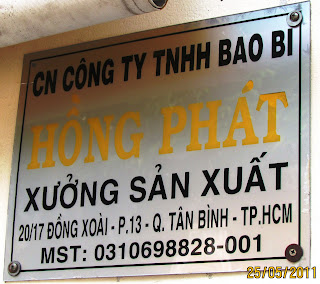 CN CÔNG TY TNHH BAO BÌ
HỒNG PHÁT
XƯỞNG SẢN XUẤT
20/17 ĐỒNG XOÀI - P.13 - Q. TÂN BÌNH - TP.HCM
MST: 0310698828-001
25/05/2011